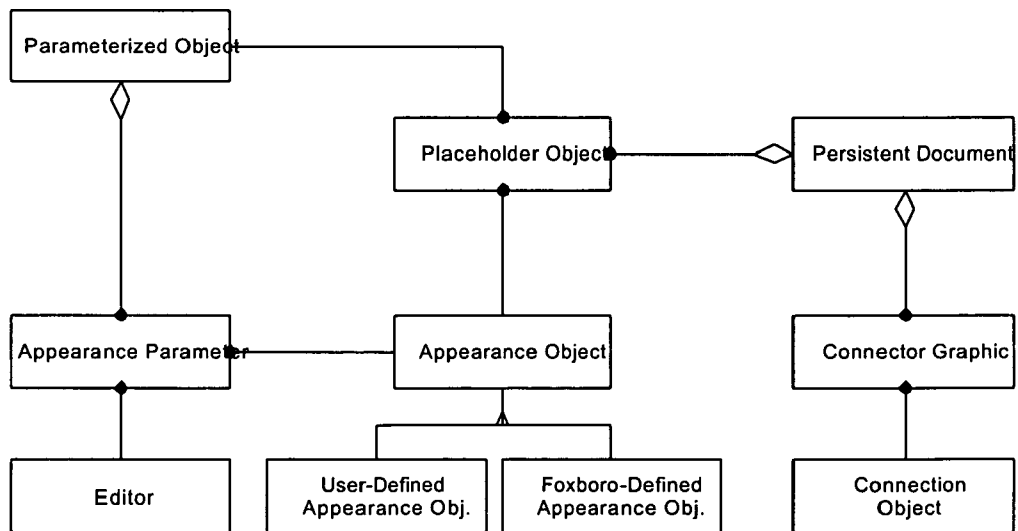 Parameterized Object
Placeholder Object
Persistent Document
Appearance Parameter
Appearance Object
Connector Graphic
Editor
User-Defined
Appearance Obj.
Foxboro-Defined
Appearance Obj.
Connection
Object